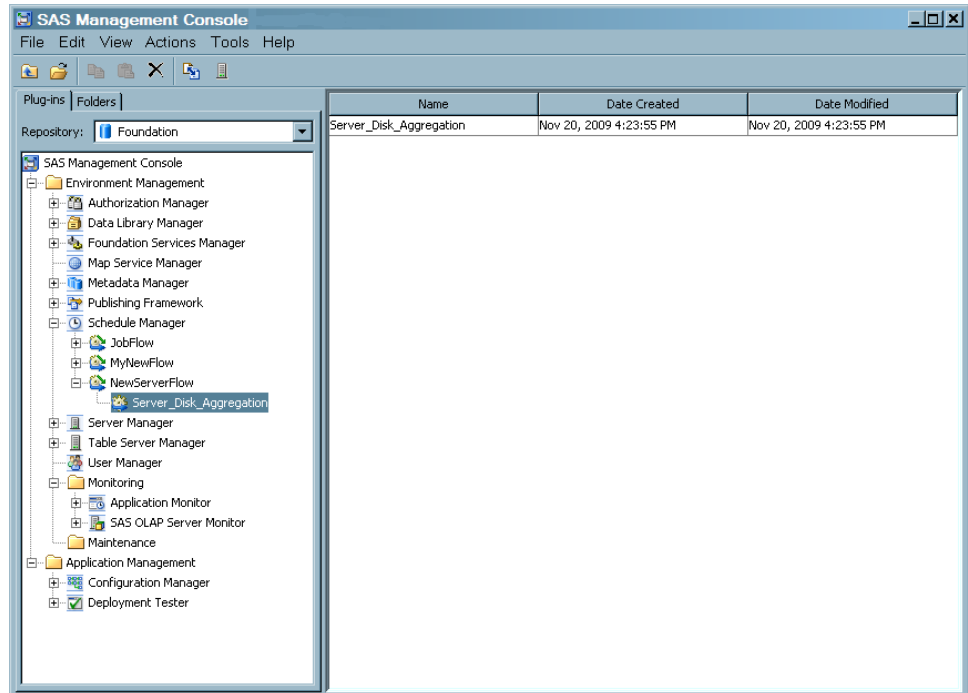 SAS Management Console
File Edit View Actions Tools Help
Plug-ins Folders
Repository: Foundation
SAS Management Console
Environment Management
Authorization Manager
Data Library Manager
Foundation Services Manager
Map Service Manager
Metadata Manager
Publishing Framework
Schedule Manager
JobFlow
MyNewFlow
NewServerFlow
Server_Disk_Aggregation
Server Manager
Table Server Manager
User Manager
Monitoring
Application Monitor
SAS OLAP Server Monitor
Maintenance
Application Management
Configuration Manager
Deployment Tester
Name Date Created Date Modified
Server_Disk_Aggregation Nov 20, 2009 4:23:55 PM Nov 20, 2009 4:23:55 PM